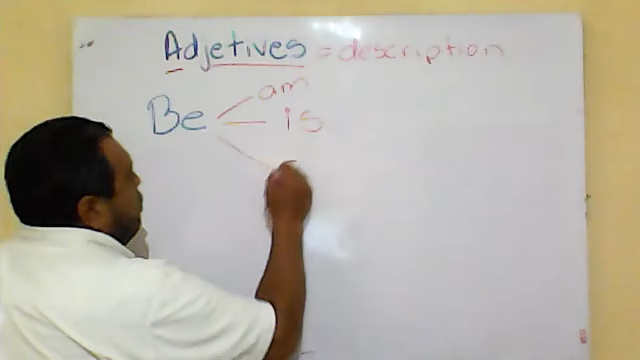 Adjetives = description
am
Be is